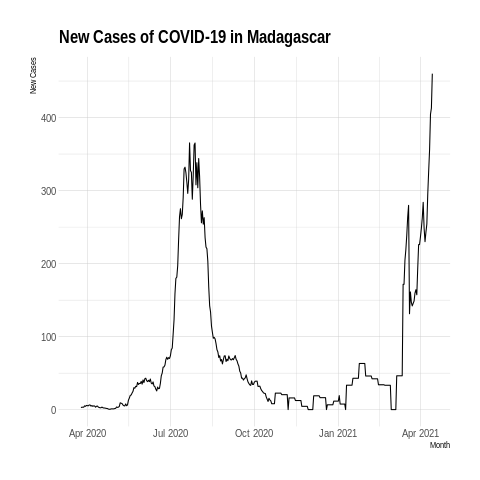 New Cases of COVID-19 in Madagascar
New Cases
400
300
200
100
0
Apr 2020 Jul 2020 Oct 2020 Jan 2021 Apr 2021
Month